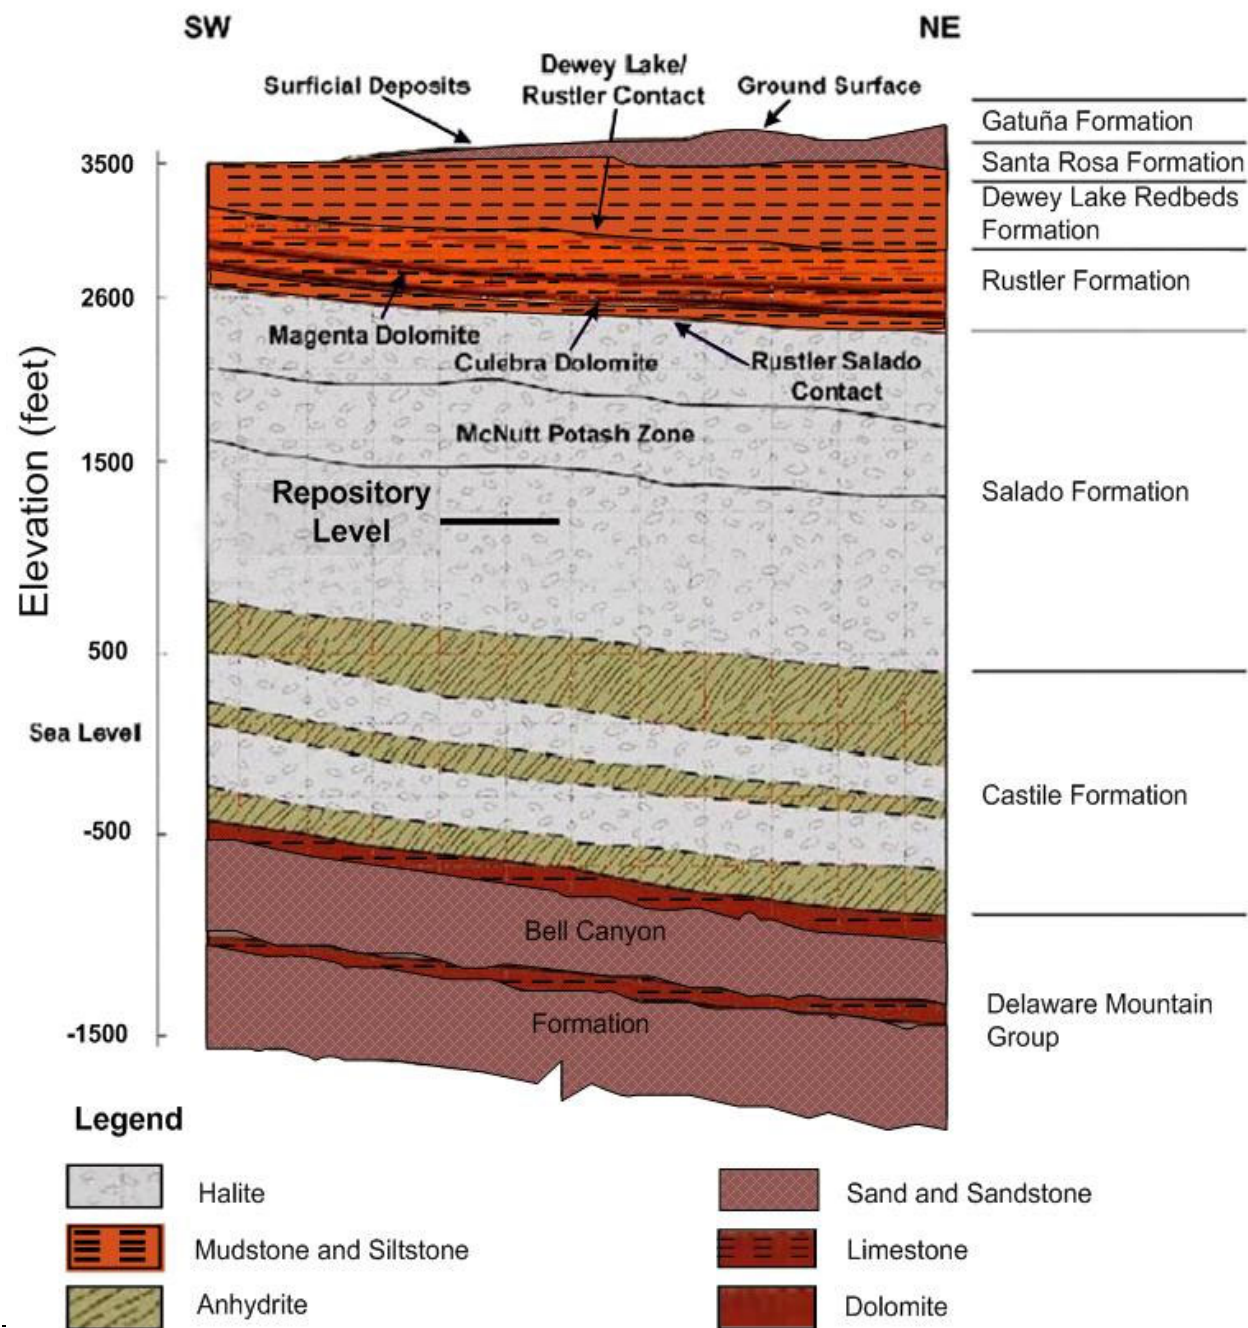 SW
NE
Surficial Deposits
Dewey Lake/
Rustler Contact
Ground Surface
Gatuña Formation
Santa Rosa Formation
Dewey Lake Redbeds
Formation
Rustler Formation
Salado Formation
Castile Formation
Delaware Mountain
Group
Elevation (feet)
3500
2600
1500
500
Sea Level
-500
-1500
Magenta Dolomite
Culebra Dolomite
Rustler Salado
Contact
McNutt Potash Zone
Repository
Level
Bell Canyon
Formation
Legend
Halite
Mudstone and Siltstone
Anhydrite
Sand and Sandstone
Limestone
Dolomite